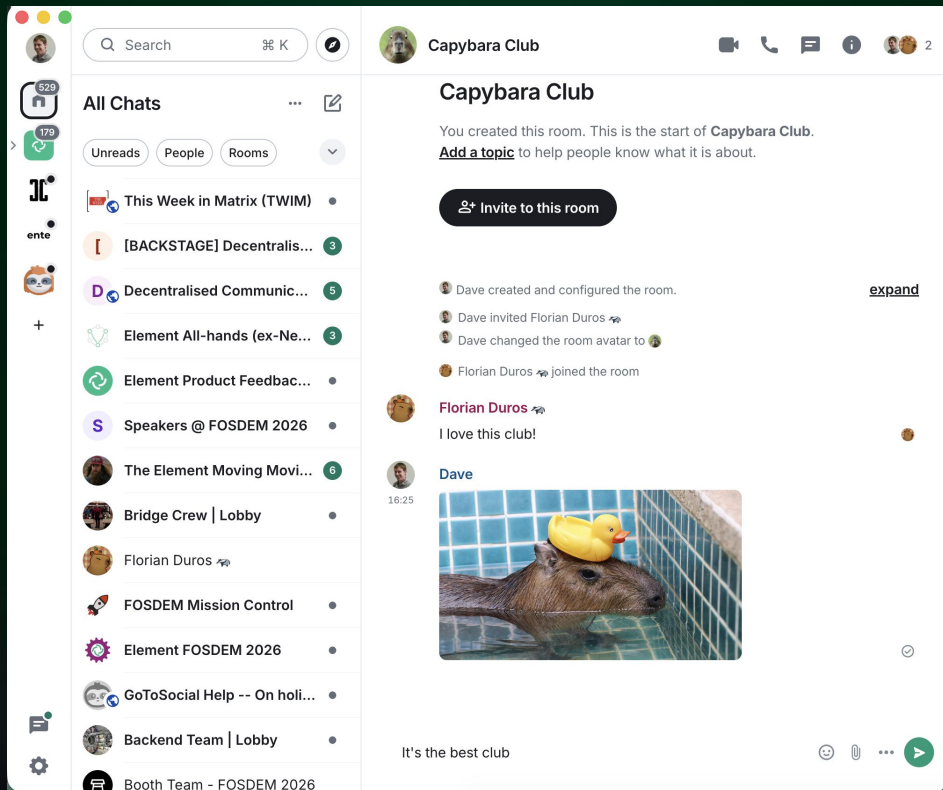 Search
⌘ K
529
179
ente
+
All Chats
Unreads
People
Rooms
This Week in Matrix (TWIM)
[ [BACKSTAGE] Decentralis... 3
D Decentralised Communic... 5
Element All-hands (ex-Ne... 3
Element Product Feedbac...
S Speakers @ FOSDEM 2026
The Element Moving Movi... 6
Bridge Crew | Lobby
Florian Duros 🦡
FOSDEM Mission Control
Element FOSDEM 2026
GoToSocial Help -- On holi...
Backend Team | Lobby
Booth Team - FOSDEM 2026
Capybara Club
2
Capybara Club
You created this room. This is the start of Capybara Club.
Add a topic to help people know what it is about.
Invite to this room
Dave created and configured the room.
expand
Dave invited Florian Duros 🦡
Dave changed the room avatar to
Florian Duros 🦡 joined the room
Florian Duros 🦡
I love this club!
Dave
16:25
It's the best club